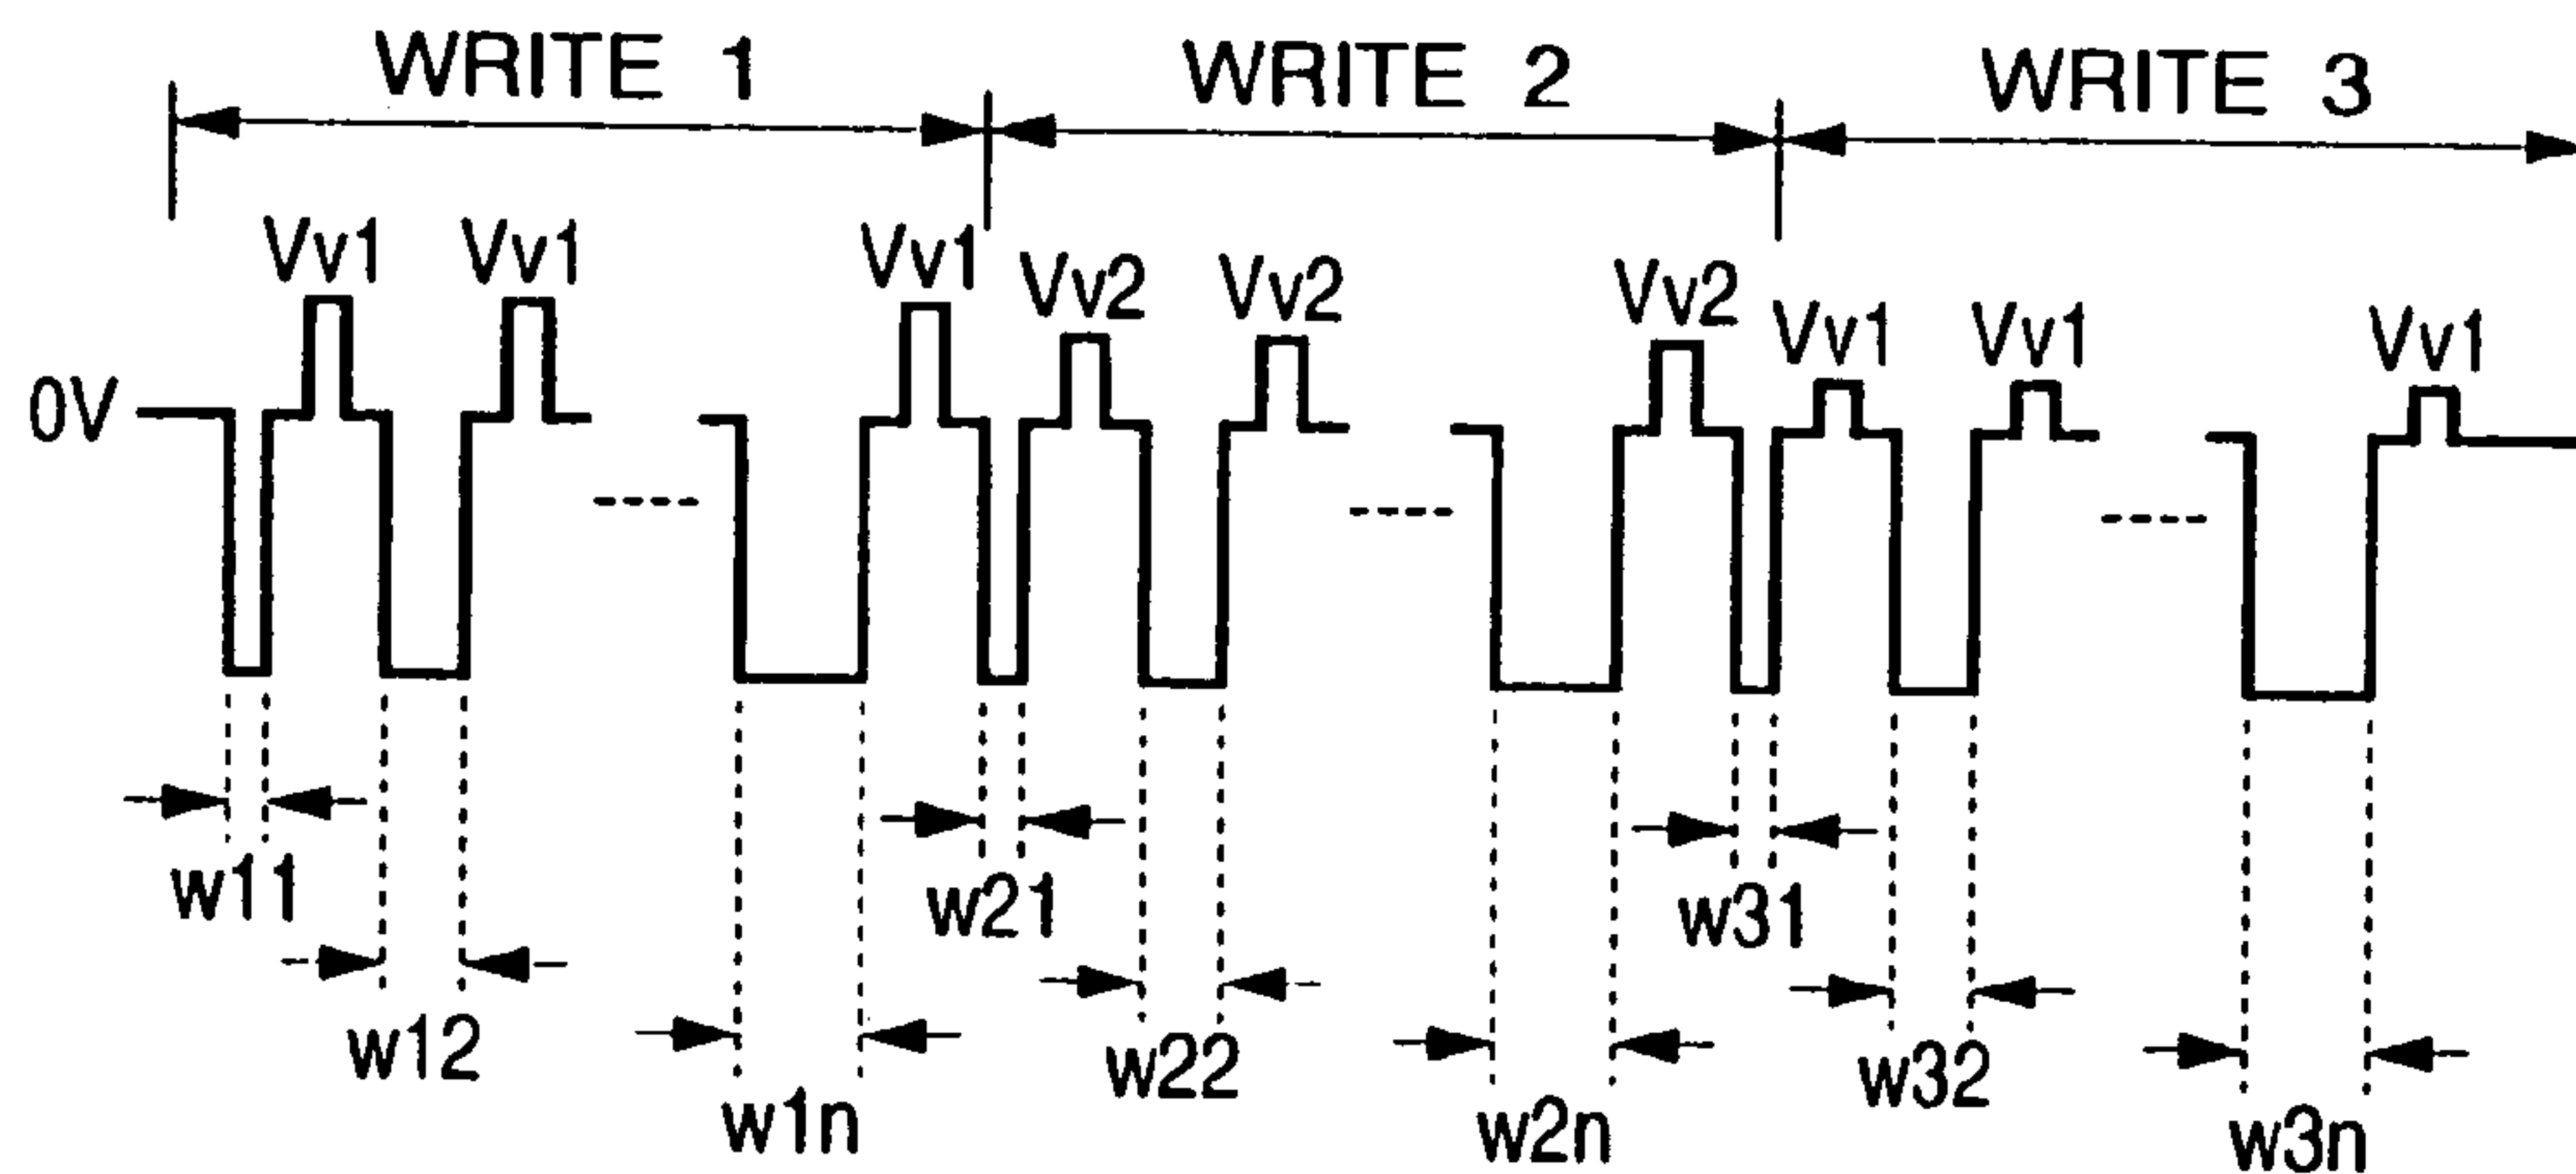 WRITE 1 WRITE 2 WRITE 3
Vv1 Vv1 Vv1 Vv2 Vv2 Vv2 Vv1 Vv1 Vv1
0V
w11 w21 w31
w12 w22 w32
w1n w2n w3n